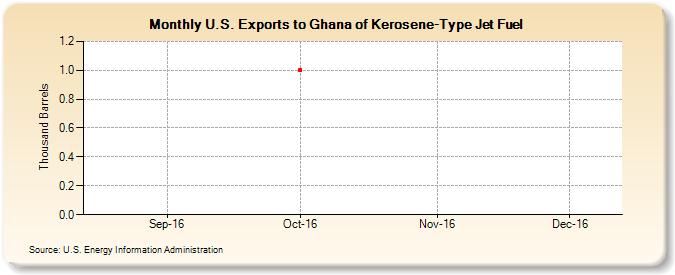 Monthly U.S. Exports to Ghana of Kerosene-Type Jet Fuel
Thousand Barrels
1.2
1.0
0.8
0.6
0.4
0.2
0.0
Sep-16 Oct-16 Nov-16 Dec-16
Source: U.S. Energy Information Administration